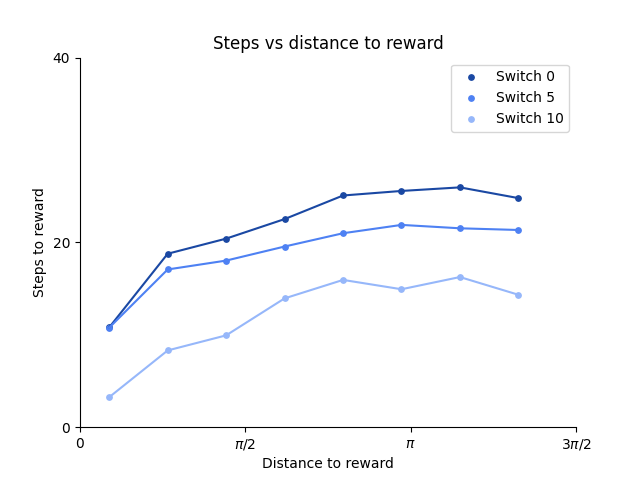 Steps vs distance to reward
Switch 0
Switch 5
Switch 10
40
20
0
Steps to reward
0
π/2
π
3π/2
Distance to reward